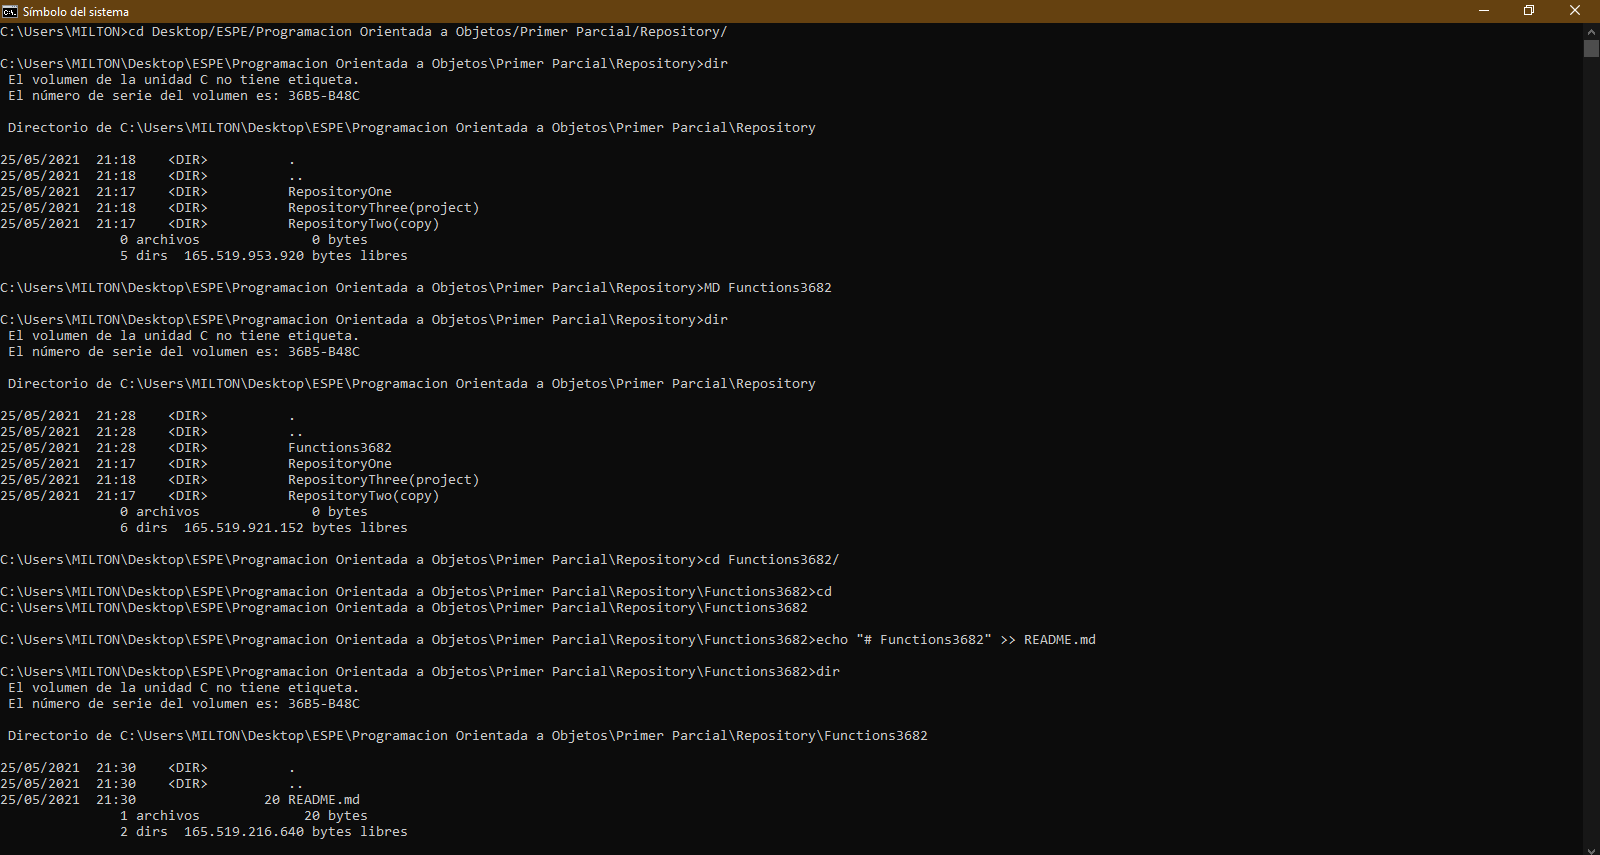 Símbolo del sistema
C:\Users\MILTON>cd Desktop/ESPE/Programacion Orientada a Objetos/Primer Parcial/Repository/
C:\Users\MILTON\Desktop\ESPE\Programacion Orientada a Objetos\Primer Parcial\Repository>dir
 El volumen de la unidad C no tiene etiqueta.
 El número de serie del volumen es: 36B5-B48C
 Directorio de C:\Users\MILTON\Desktop\ESPE\Programacion Orientada a Objetos\Primer Parcial\Repository
25/05/2021  21:18    <DIR>          .
25/05/2021  21:18    <DIR>          ..
25/05/2021  21:17    <DIR>          RepositoryOne
25/05/2021  21:18    <DIR>          RepositoryThree(project)
25/05/2021  21:17    <DIR>          RepositoryTwo(copy)
               0 archivos              0 bytes
               5 dirs  165.519.953.920 bytes libres
C:\Users\MILTON\Desktop\ESPE\Programacion Orientada a Objetos\Primer Parcial\Repository>MD Functions3682
C:\Users\MILTON\Desktop\ESPE\Programacion Orientada a Objetos\Primer Parcial\Repository>dir
 El volumen de la unidad C no tiene etiqueta.
 El número de serie del volumen es: 36B5-B48C
 Directorio de C:\Users\MILTON\Desktop\ESPE\Programacion Orientada a Objetos\Primer Parcial\Repository
25/05/2021  21:28    <DIR>          .
25/05/2021  21:28    <DIR>          ..
25/05/2021  21:28    <DIR>          Functions3682
25/05/2021  21:17    <DIR>          RepositoryOne
25/05/2021  21:18    <DIR>          RepositoryThree(project)
25/05/2021  21:17    <DIR>          RepositoryTwo(copy)
               0 archivos              0 bytes
               6 dirs  165.519.921.152 bytes libres
C:\Users\MILTON\Desktop\ESPE\Programacion Orientada a Objetos\Primer Parcial\Repository>cd Functions3682/
C:\Users\MILTON\Desktop\ESPE\Programacion Orientada a Objetos\Primer Parcial\Repository\Functions3682>cd
C:\Users\MILTON\Desktop\ESPE\Programacion Orientada a Objetos\Primer Parcial\Repository\Functions3682
C:\Users\MILTON\Desktop\ESPE\Programacion Orientada a Objetos\Primer Parcial\Repository\Functions3682>echo "# Functions3682" >> README.md
C:\Users\MILTON\Desktop\ESPE\Programacion Orientada a Objetos\Primer Parcial\Repository\Functions3682>dir
 El volumen de la unidad C no tiene etiqueta.
 El número de serie del volumen es: 36B5-B48C
 Directorio de C:\Users\MILTON\Desktop\ESPE\Programacion Orientada a Objetos\Primer Parcial\Repository\Functions3682
25/05/2021  21:30    <DIR>          .
25/05/2021  21:30    <DIR>          ..
25/05/2021  21:30                20 README.md
               1 archivos             20 bytes
               2 dirs  165.519.216.640 bytes libres